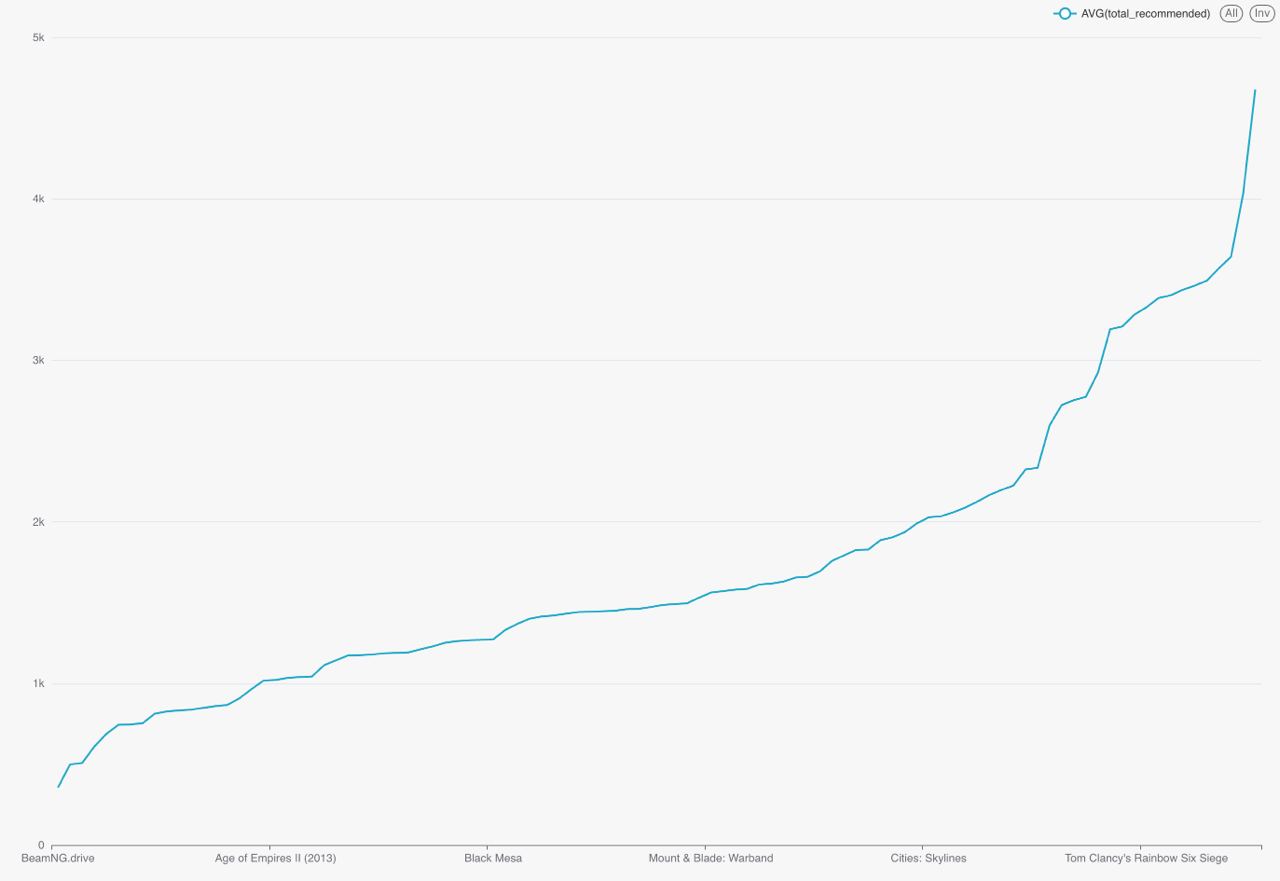 AVG(total_recommended) All Inv
5k
4k
3k
2k
1k
0
BeamNG.drive Age of Empires II (2013) Black Mesa Mount & Blade: Warband Cities: Skylines Tom Clancy's Rainbow Six Siege